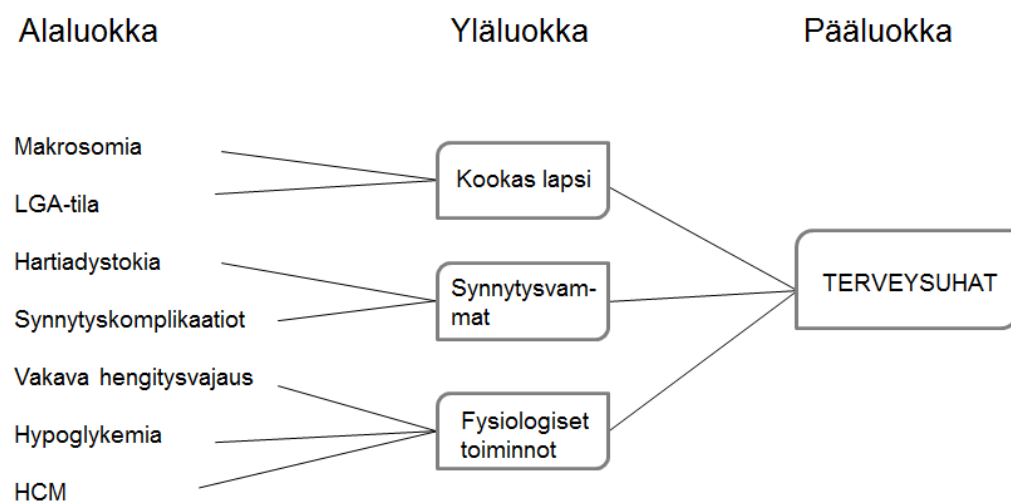 Alaluokka Yläluokka Pääluokka
Makrosomia
Kookas lapsi
LGA-tila
Hartiadystokia
Synnytysvam-
mat
TERVEYSUHAT
Synnytyskomplikaatiot
Vakava hengitysvajaus
Fysiologiset
toiminnot
Hypoglykemia
HCM